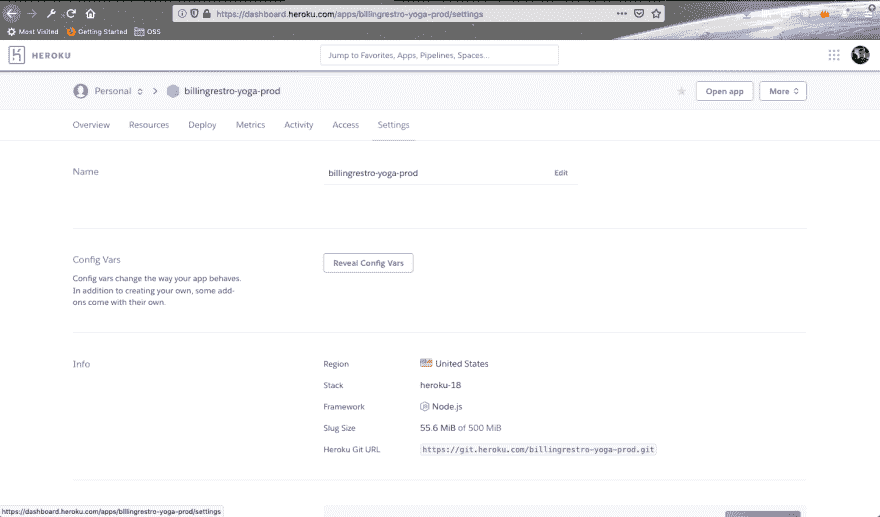 https://dashboard.heroku.com/apps/billingrestro-yoga-prod/settings
Most Visited Getting Started OSS
HEROKU
Jump to Favorites, Apps, Pipelines, Spaces...
Personal billingrestro-yoga-prod Open app More
Overview Resources Deploy Metrics Activity Access Settings
Name billingrestro-yoga-prod Edit
Config Vars Reveal Config Vars
Config vars change the way your app behaves.
In addition to creating your own, some add-
ons come with their own.
Info Region United States
Stack heroku-18
Framework Node.js
Slug Size 55.6 MiB of 500 MiB
Heroku Git URL https://git.heroku.com/billingrestro-yoga-prod.git
https://dashboard.heroku.com/apps/billingrestro-yoga-prod/settings